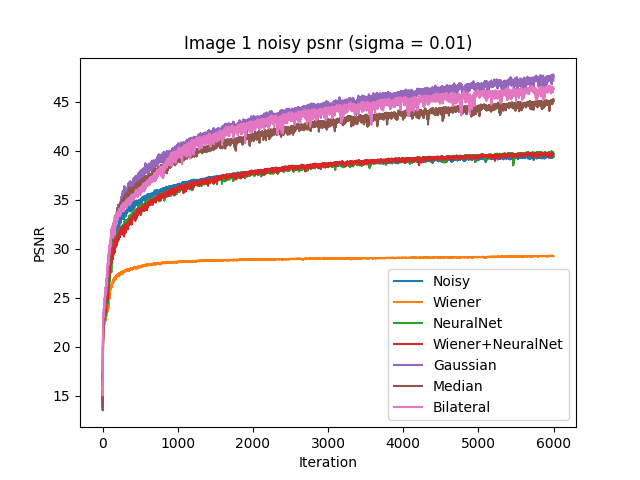 Image 1 noisy psnr (sigma = 0.01)
PSNR
45
40
35
30
25
20
15
Noisy
Wiener
NeuralNet
Wiener+NeuralNet
Gaussian
Median
Bilateral
0 1000 2000 3000 4000 5000 6000
Iteration